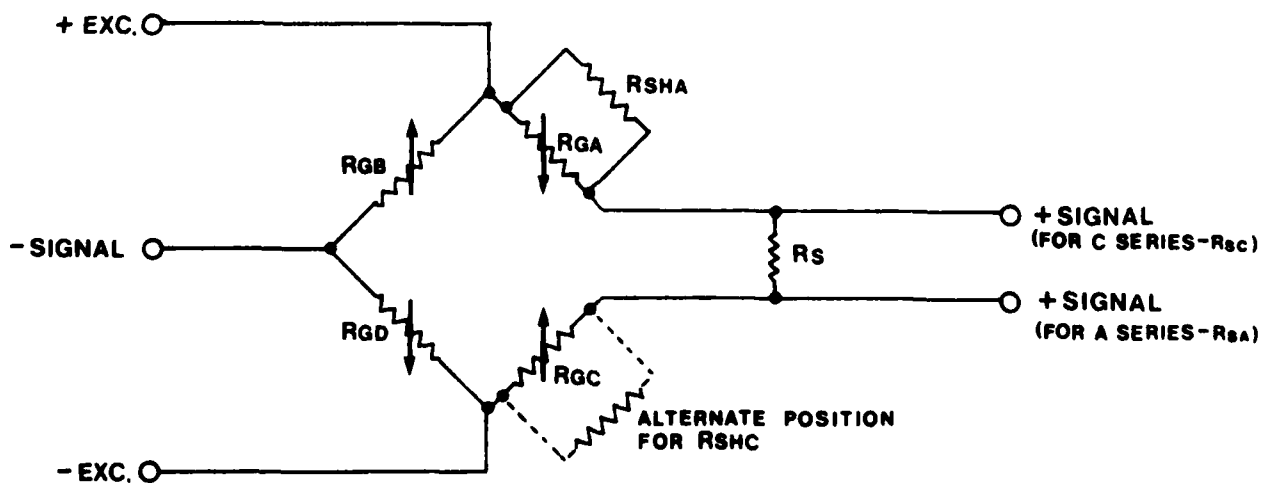 + EXC.
RSHA
RGA
RGB
- SIGNAL
+ SIGNAL
(FOR C SERIES-RSC)
RS
+ SIGNAL
(FOR A SERIES-RSA)
RGD
RGC
ALTERNATE POSITION
FOR RSHC
- EXC.